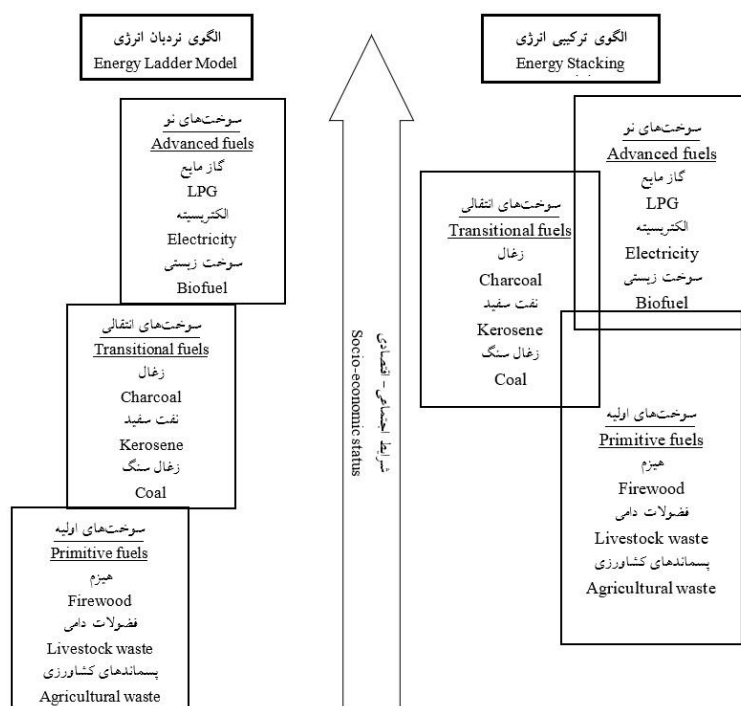 الگوی نردبان انرژی
Energy Ladder Model
سوخت‌های نو
Advanced fuels
گاز مایع
LPG
الکتریسیته
Electricity
سوخت زیستی
Biofuel
سوخت‌های انتقالی
Transitional fuels
زغال
Charcoal
نفت سفید
Kerosene
زغال سنگ
Coal
سوخت‌های اولیه
Primitive fuels
هیزم
Firewood
فضولات دامی
Livestock waste
پسماندهای کشاورزی
Agricultural waste
شرایط اجتماعی - اقتصادی
Socio-economic status
الگوی ترکیبی انرژی
Energy Stacking
سوخت‌های نو
Advanced fuels
گاز مایع
LPG
الکتریسیته
Electricity
سوخت زیستی
Biofuel
سوخت‌های انتقالی
Transitional fuels
زغال
Charcoal
نفت سفید
Kerosene
زغال سنگ
Coal
سوخت‌های اولیه
Primitive fuels
هیزم
Firewood
فضولات دامی
Livestock waste
پسماندهای کشاورزی
Agricultural waste